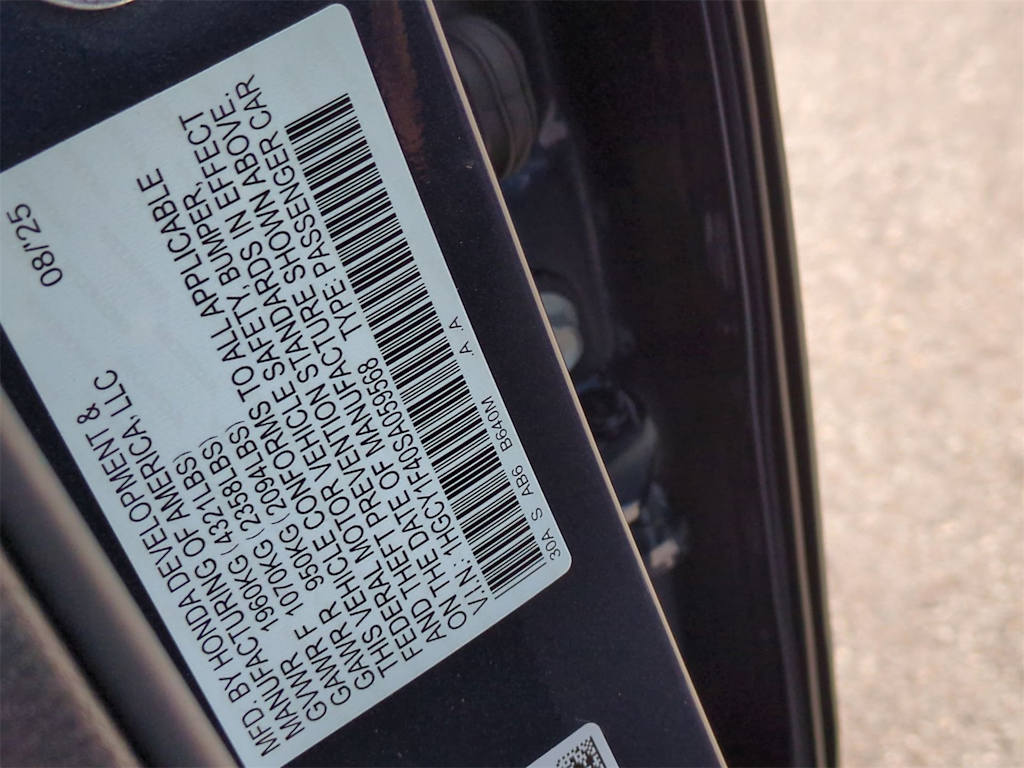 MFD. BY HONDA DEVELOPMENT & 08/'25
MANUFACTURING OF AMERICA, LLC
GVWR 1960KG (4321LBS)
GAWR F 1070KG (2358LBS)
GAWR R 950KG (2094LBS)
THIS VEHICLE CONFORMS TO ALL APPLICABLE
FEDERAL MOTOR VEHICLE SAFETY, BUMPER,
AND THEFT PREVENTION STANDARDS IN EFFECT
ON THE DATE OF MANUFACTURE SHOWN ABOVE.
V.I.N: 1HGCY1F40SA059568 TYPE: PASSENGER CAR
30A S AB6 B640M A A